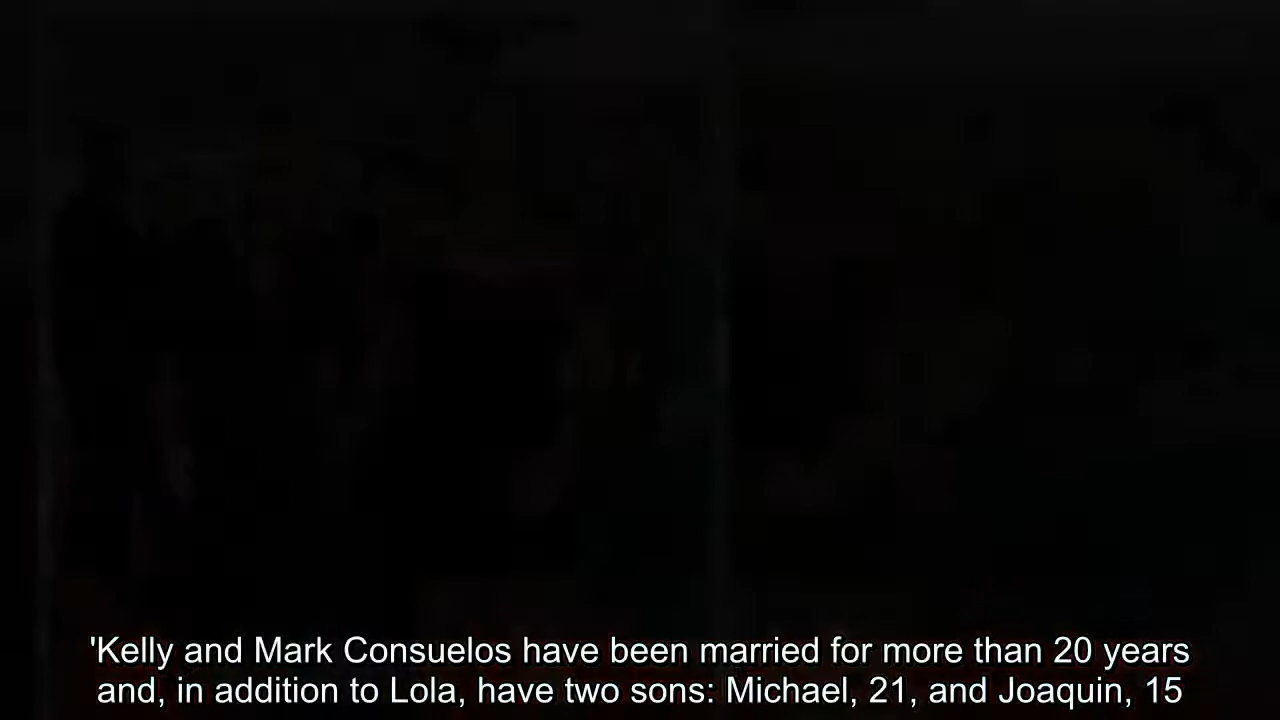 'Kelly and Mark Consuelos have been married for more than 20 years
and, in addition to Lola, have two sons: Michael, 21, and Joaquin, 15